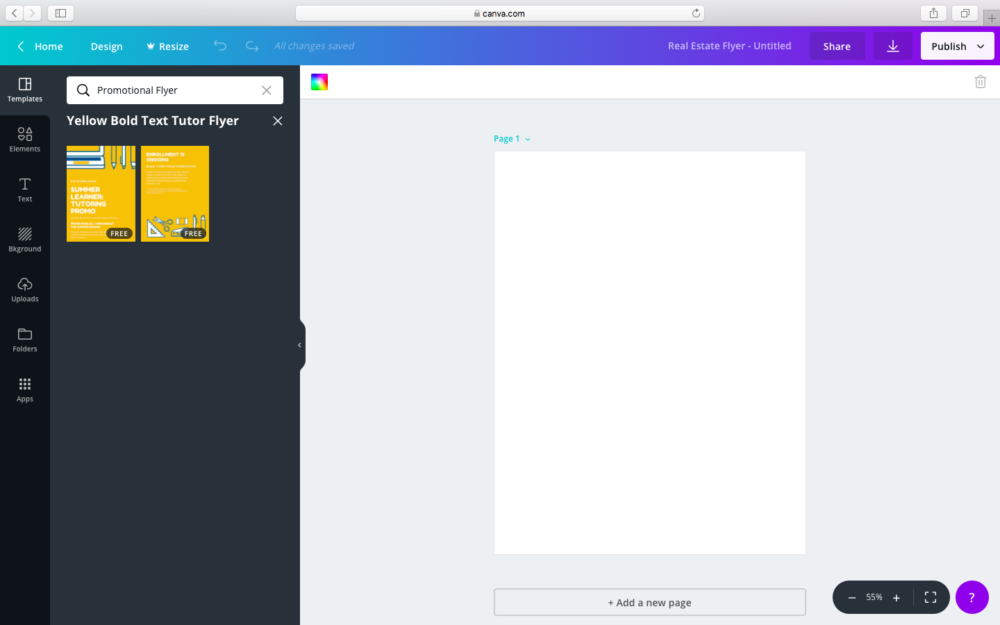 canva.com
Home
Design
Resize
All changes saved
Real Estate Flyer - Untitled
Share
Publish
Templates
Elements
Text
Bkground
Uploads
Folders
Apps
Promotional Flyer
Yellow Bold Text Tutor Flyer
SUMMER
LEARNER:
TUTORING
PROMO
FREE
ENROLLMENT IS
ONGOING
FREE
Page 1
+ Add a new page
55%
?